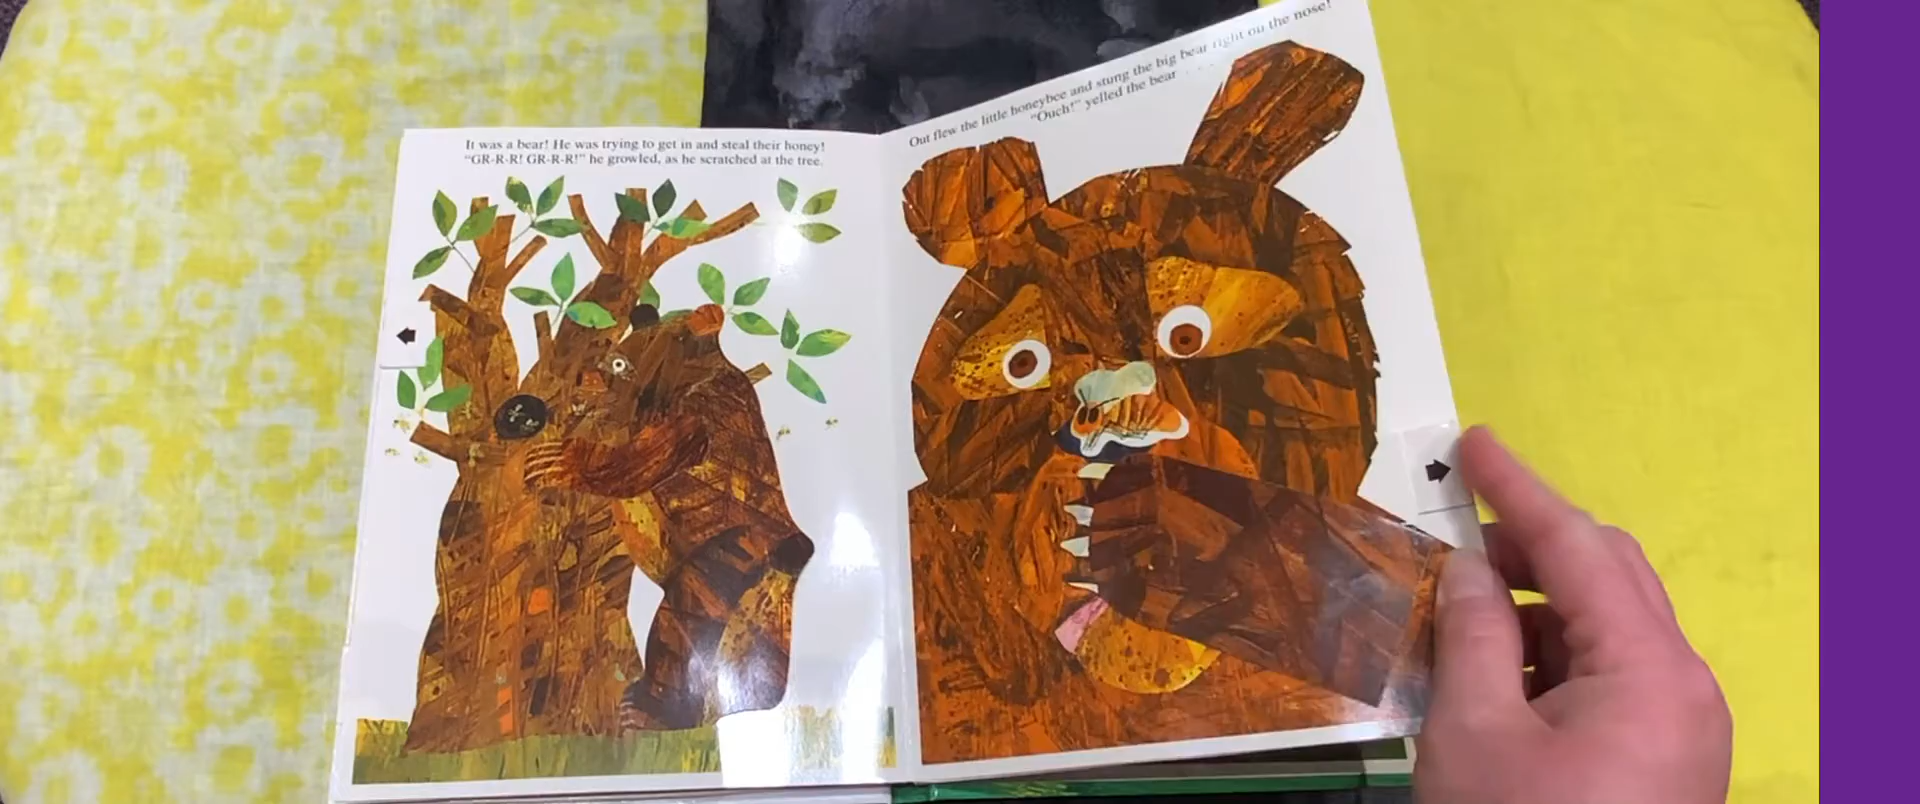 It was a bear! He was trying to get in and steal their honey!
"GR-R-R! GR-R-R!" he growled, as he scratched at the tree.
Out flew the little honeybee and stung the big bear right on the nose!
"Ouch!" yelled the bear . . .